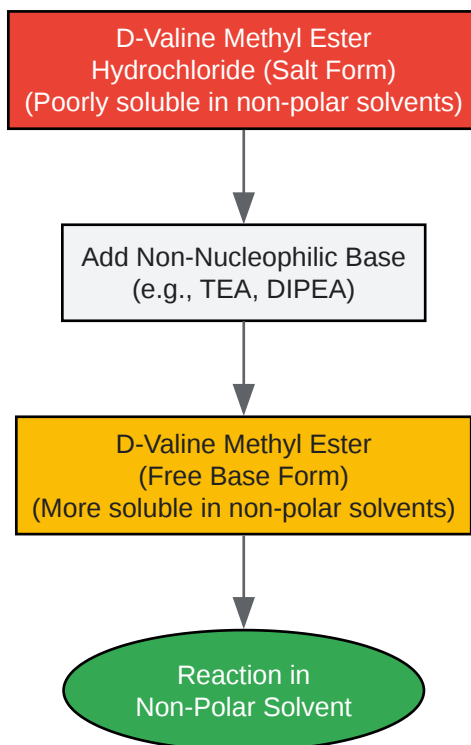 D-Valine Methyl Ester
Hydrochloride (Salt Form)
(Poorly soluble in non-polar solvents)
Add Non-Nucleophilic Base
(e.g., TEA, DIPEA)
D-Valine Methyl Ester
(Free Base Form)
(More soluble in non-polar solvents)
Reaction in
Non-Polar Solvent